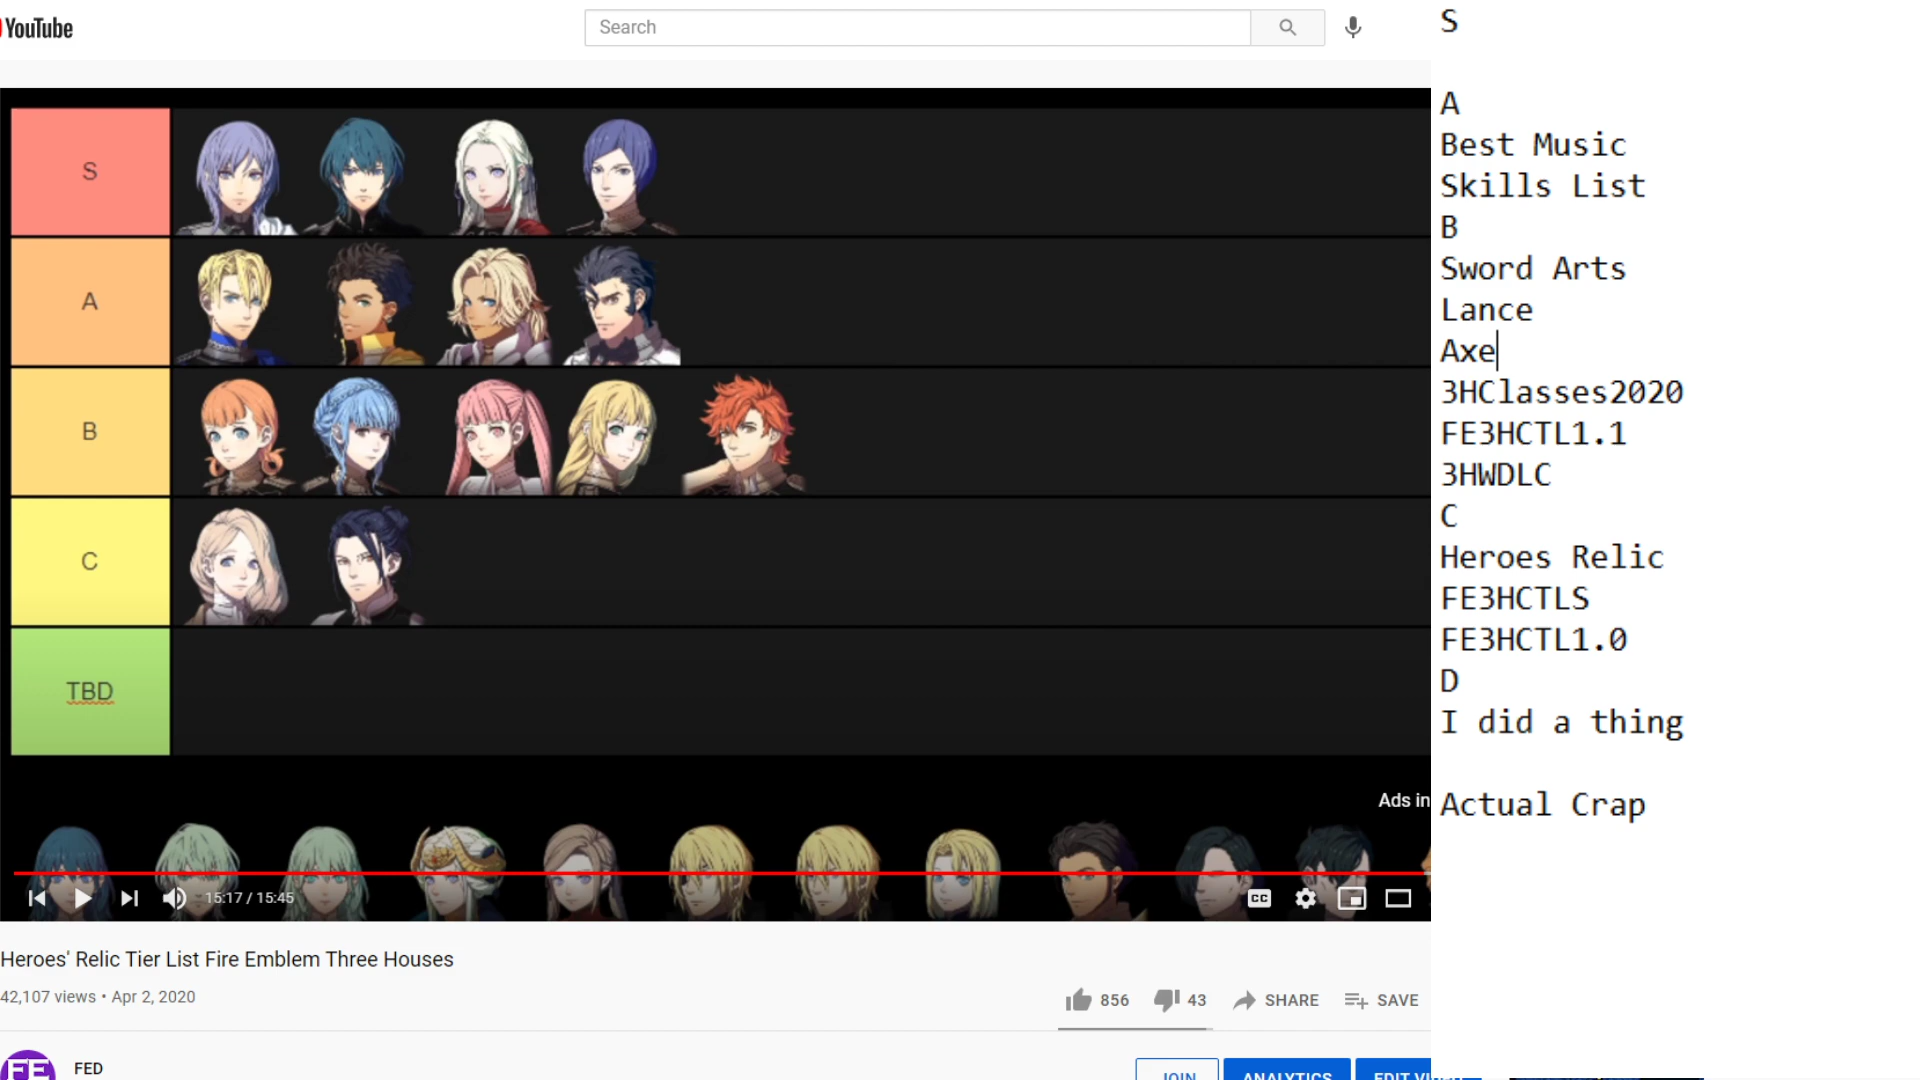 YouTube
Search
S
A
B
C
TBD
Ads in
15:17 / 15:45
CC
Heroes' Relic Tier List Fire Emblem Three Houses
42,107 views • Apr 2, 2020
856
43
SHARE
SAVE
FE
FED
JOIN
ANALYTICS
S
A
Best Music
Skills List
B
Sword Arts
Lance
Axe
3HClasses2020
FE3HCTL1.1
3HWDLC
C
Heroes Relic
FE3HCTLS
FE3HCTL1.0
D
I did a thing
Actual Crap